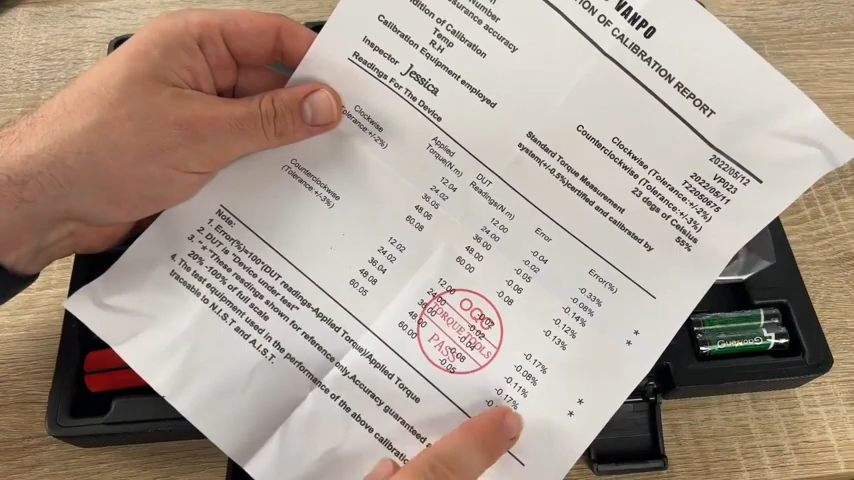 VANPO
OF CALIBRATION REPORT
2022/05/12
Number
VP023
2022/05/11
accuracy
Clockwise (Tolerance:+/-2%)
Counterclockwise (Tolerance:+/-3%)
of Calibration
Temp
23 degs of Celsius
R.H
55%
Calibration Equipment employed
Standard Torque Measurement
system(+/-0.5%)certified and calibrated by
Inspector Jessica
Readings For The Device
Applied
Torque(N.m)
DUT
Readings(N.m)
Error
Error(%)
Clockwise
(Tolerance:+/-2%)
12.04 12.00 -0.04 -0.33% *
24.02 24.00 -0.02 -0.08% *
36.05 36.00 -0.05 -0.14%
48.06 48.00 -0.06 -0.12%
60.08 60.00 -0.08 -0.13%
Counterclockwise
(Tolerance:+/-3%)
12.02 12.00 -0.02 -0.17% *
24.02 24.00 -0.02 -0.08% *
36.04 36.00 -0.04 -0.11%
48.08 48.00 -0.08 -0.17%
60.05 60.00 -0.05
TORQUE TOOLS
PASS
Note:
1. Error(%)=100*(DUT readings-Applied Torque)/Applied Torque
2. DUT is "Device under test"
3. "*"These readings shown for reference only,Accuracy guaranteed
20% -100% of full scale
4. The test equipment used in the performance of the above
traceable to N.I.S.T and A.I.S.T.